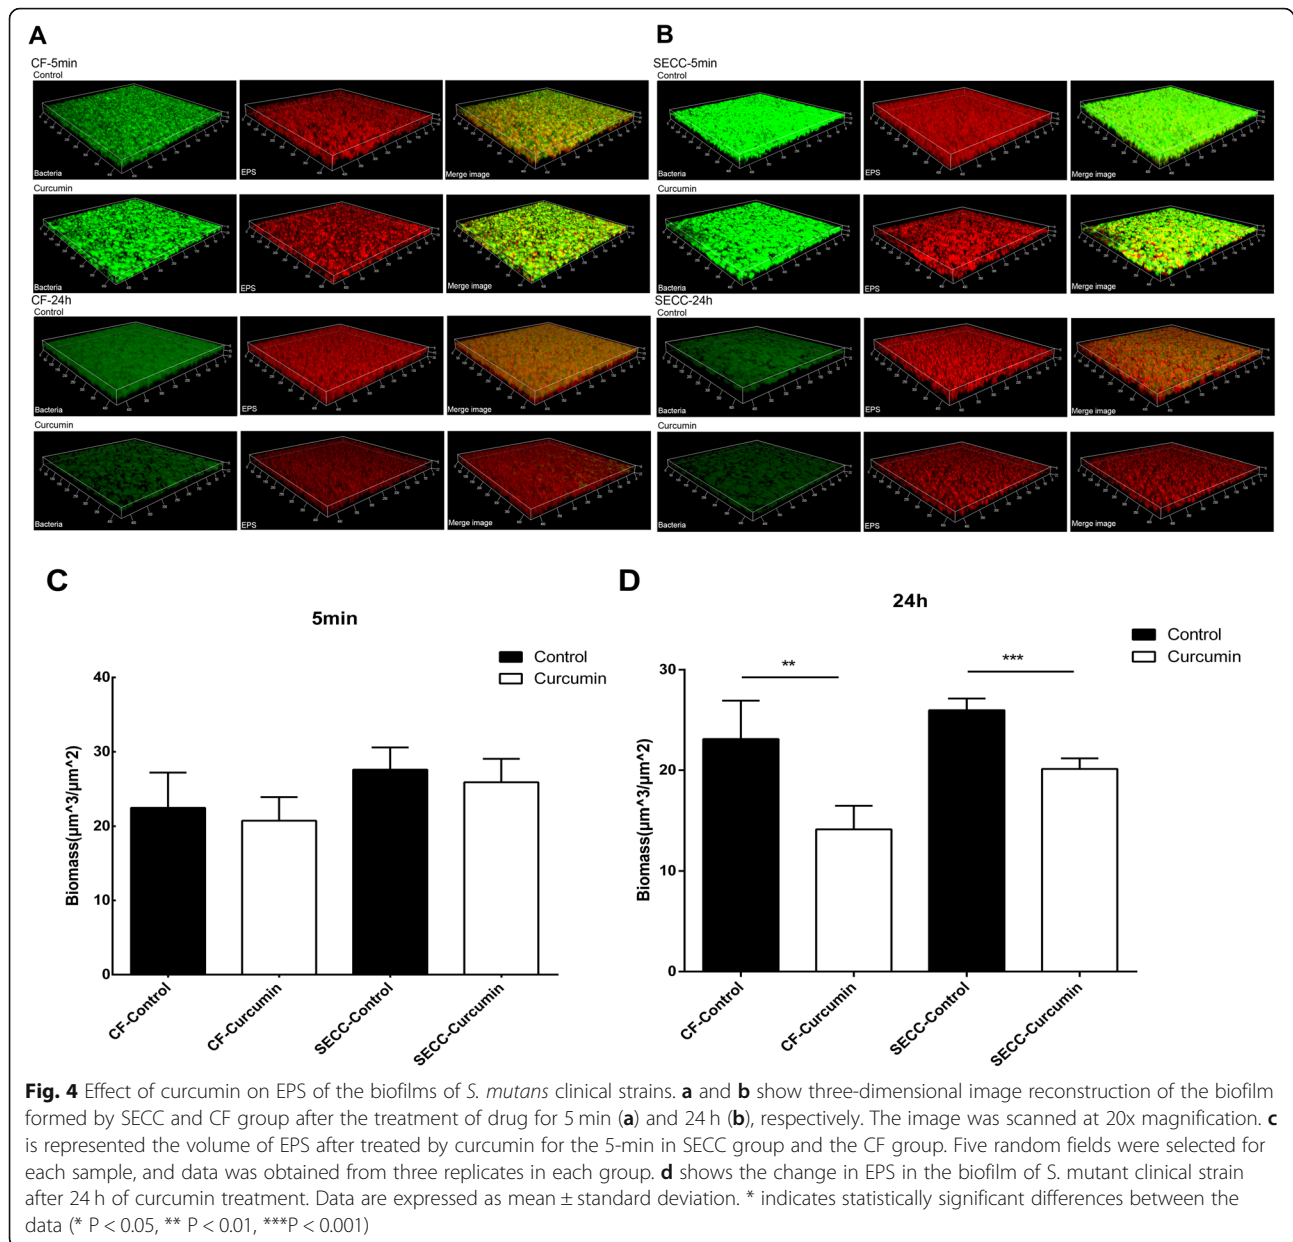 A
B
CF-5min
Control
Bacteria
EPS
Merge image
Curcumin
Bacteria
EPS
Merge image
CF-24h
Control
Bacteria
EPS
Merge image
Curcumin
Bacteria
EPS
Merge image
SECC-5min
Control
Bacteria
EPS
Merge image
Curcumin
Bacteria
EPS
Merge image
SECC-24h
Control
Bacteria
EPS
Merge image
Curcumin
Bacteria
EPS
Merge image
C
5min
Control
Curcumin
Biomass(µm^3/µm^2)
40
30
20
10
0
CF-Control
CF-Curcumin
SECC-Control
SECC-Curcumin
D
24h
Control
Curcumin
**
***
Biomass(µm^3/µm^2)
30
20
10
0
CF-Control
CF-Curcumin
SECC-Control
SECC-Curcumin
Fig. 4 Effect of curcumin on EPS of the biofilms of S. mutans clinical strains. a and b show three-dimensional image reconstruction of the biofilm
formed by SECC and CF group after the treatment of drug for 5 min (a) and 24 h (b), respectively. The image was scanned at 20x magnification. c
is represented the volume of EPS after treated by curcumin for the 5-min in SECC group and the CF group. Five random fields were selected for
each sample, and data was obtained from three replicates in each group. d shows the change in EPS in the biofilm of S. mutant clinical strain
after 24 h of curcumin treatment. Data are expressed as mean ± standard deviation. * indicates statistically significant differences between the
data (* P < 0.05, ** P < 0.01, ***P < 0.001)